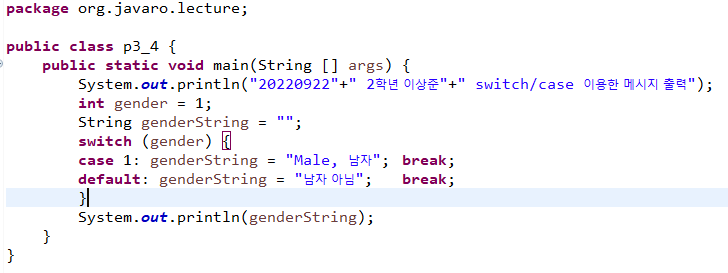 package org.javaro.lecture;

public class p3_4 {
    public static void main(String [] args) {
        System.out.println("20220922"+" 2학년 이상준"+" switch/case 이용한 메시지 출력");
        int gender = 1;
        String genderString = "";
        switch (gender) {
        case 1: genderString = "Male, 남자"; break;
        default: genderString = "남자 아님";   break;
        }
        System.out.println(genderString);
    }
}